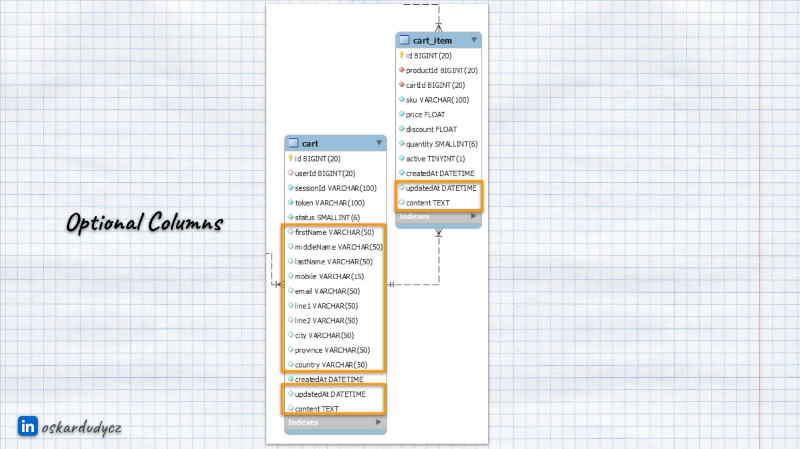 cart_item
id BIGINT(20)
productId BIGINT(20)
cartId BIGINT(20)
sku VARCHAR(100)
price FLOAT
discount FLOAT
quantity SMALLINT(6)
active TINYINT(1)
createdAt DATETIME
updatedAt DATETIME
content TEXT
Indexes
cart
id BIGINT(20)
userId BIGINT(20)
sessionId VARCHAR(100)
token VARCHAR(100)
status SMALLINT(6)
firstName VARCHAR(50)
middleName VARCHAR(50)
lastName VARCHAR(50)
mobile VARCHAR(15)
email VARCHAR(50)
line1 VARCHAR(50)
line2 VARCHAR(50)
city VARCHAR(50)
province VARCHAR(50)
country VARCHAR(50)
createdAt DATETIME
updatedAt DATETIME
content TEXT
Indexes
Optional Columns
in oskardudycz